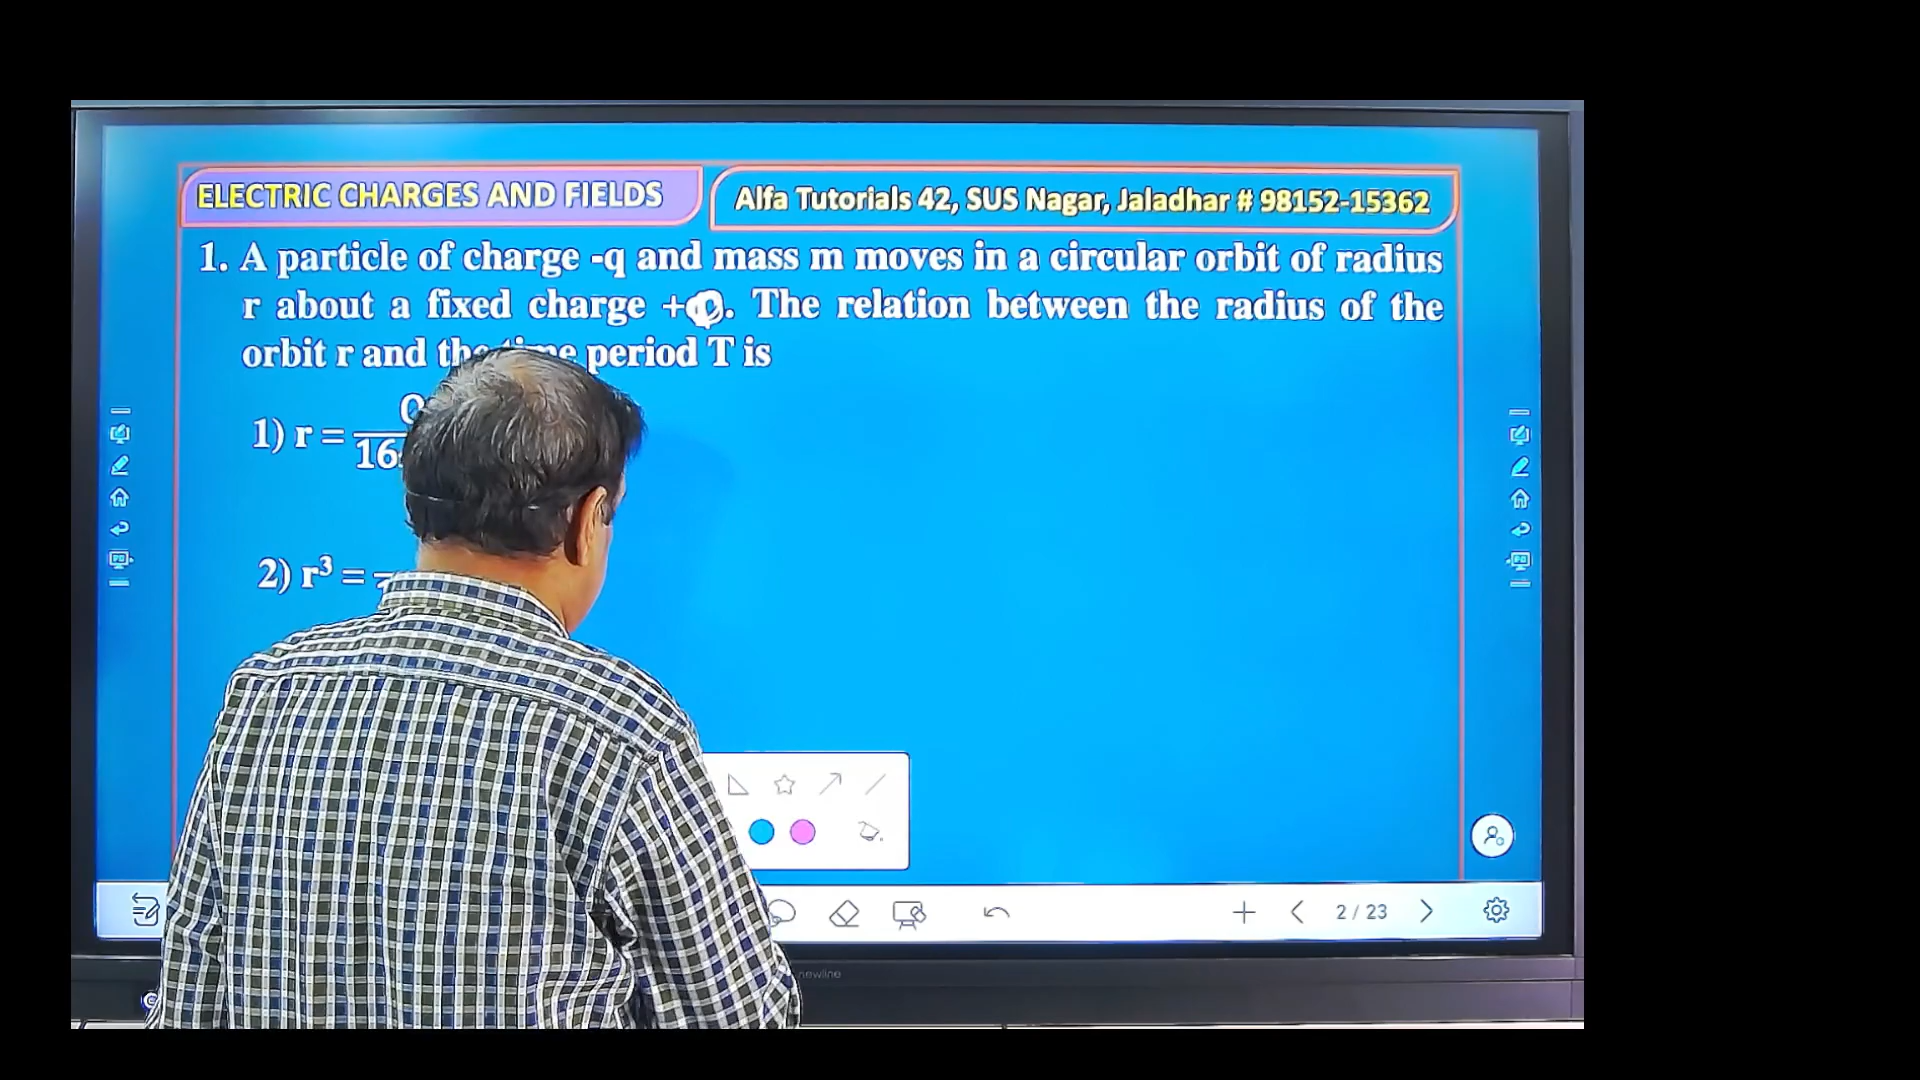 ELECTRIC CHARGES AND FIELDS
Alfa Tutorials 42, SUS Nagar, Jaladhar # 98152-15362
1. A particle of charge -q and mass m moves in a circular orbit of radius
r about a fixed charge +Q. The relation between the radius of the
orbit r and the time period T is
1) r = Q
16
2) r³ =
2 / 23
newline